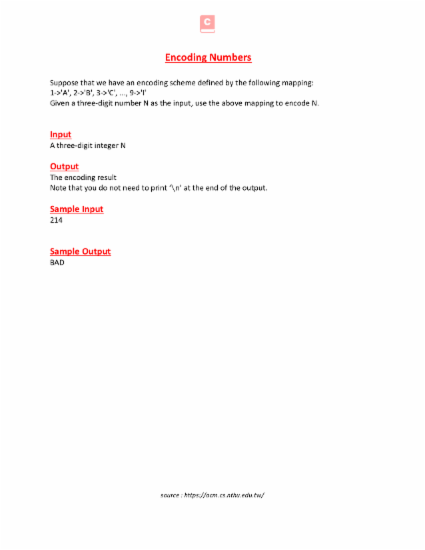 C
Encoding Numbers
Suppose that we have an encoding scheme defined by the following mapping:
1->'A', 2->'B', 3->'C', ..., 9->'I'
Given a three-digit number N as the input, use the above mapping to encode N.
Input
A three-digit integer N
Output
The encoding result
Note that you do not need to print '\n' at the end of the output.
Sample Input
214
Sample Output
BAD
source : https://acm.cs.nthu.edu.tw/